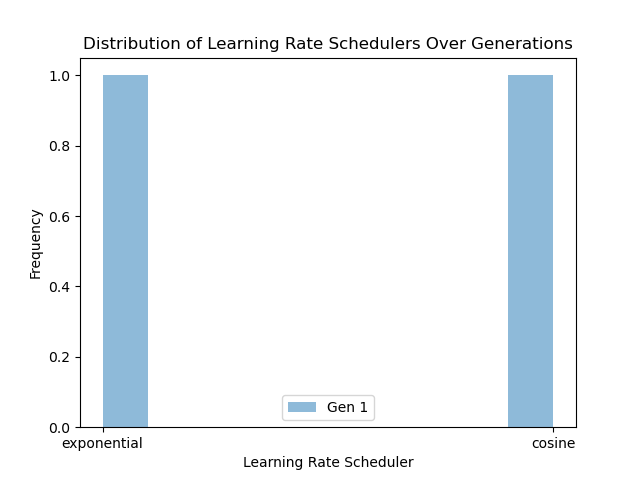 Distribution of Learning Rate Schedulers Over Generations
1.0
0.8
0.6
0.4
0.2
0.0
Frequency
Gen 1
exponential cosine
Learning Rate Scheduler